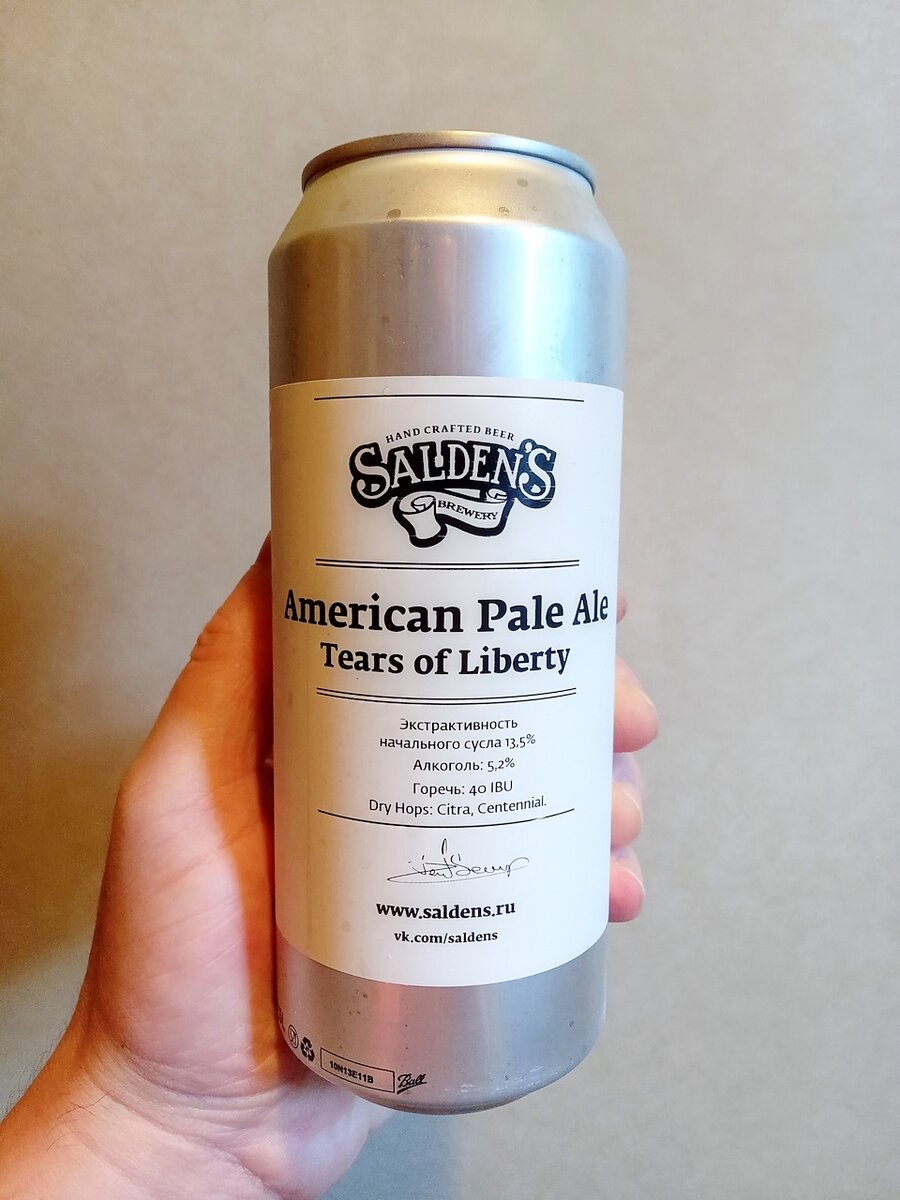 HAND CRAFTED BEER
SALDEN'S
BREWERY
American Pale Ale
Tears of Liberty
Экстрактивность
начального сусла 13,5%
Алкоголь: 5,2%
Горечь: 40 IBU
Dry Hops: Citra, Centennial.
www.saldens.ru
vk.com/saldens
10N13E11B
Ball